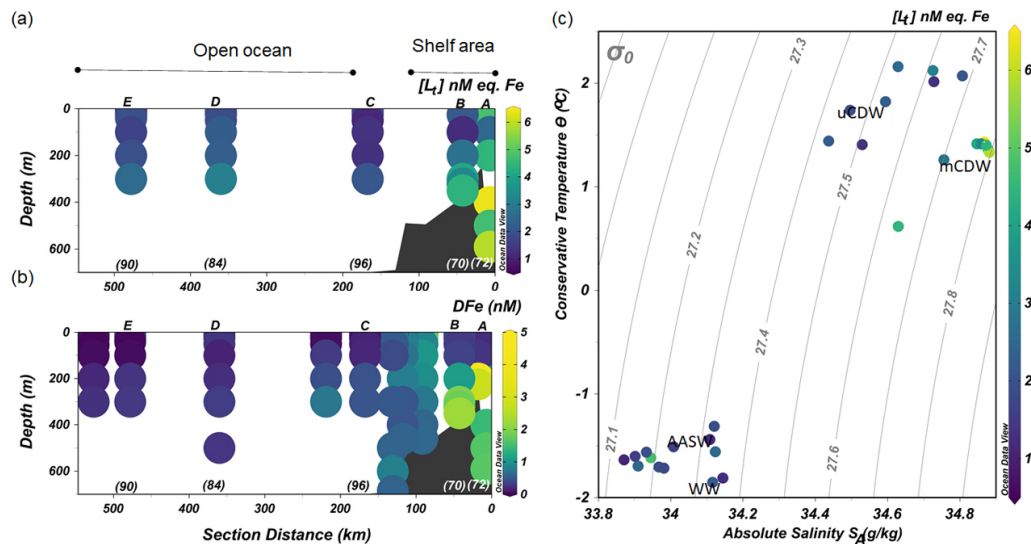 (a)
Open ocean
Shelf area
[Lt] nM eq. Fe
E
D
C
B
A
0
200
400
600
Depth (m)
(90)
(84)
(96)
(70)
(72)
500
400
300
200
100
0
6
5
4
3
2
1
Ocean Data View
(b)
DFe (nM)
E
D
C
B
A
0
200
400
600
Depth (m)
(90)
(84)
(96)
(70)
(72)
500
400
300
200
100
0
Section Distance (km)
5
4
3
2
1
0
Ocean Data View
(c)
[Lt] nM eq. Fe
σ0
27.3
27.7
27.5
27.2
27.4
27.8
27.1
27.6
uCDW
mCDW
AASW
WW
2
1
0
-1
-2
Conservative Temperature Θ (ºC)
33.8
34
34.2
34.4
34.6
34.8
Absolute Salinity SA(g/kg)
6
5
4
3
2
1
Ocean Data View